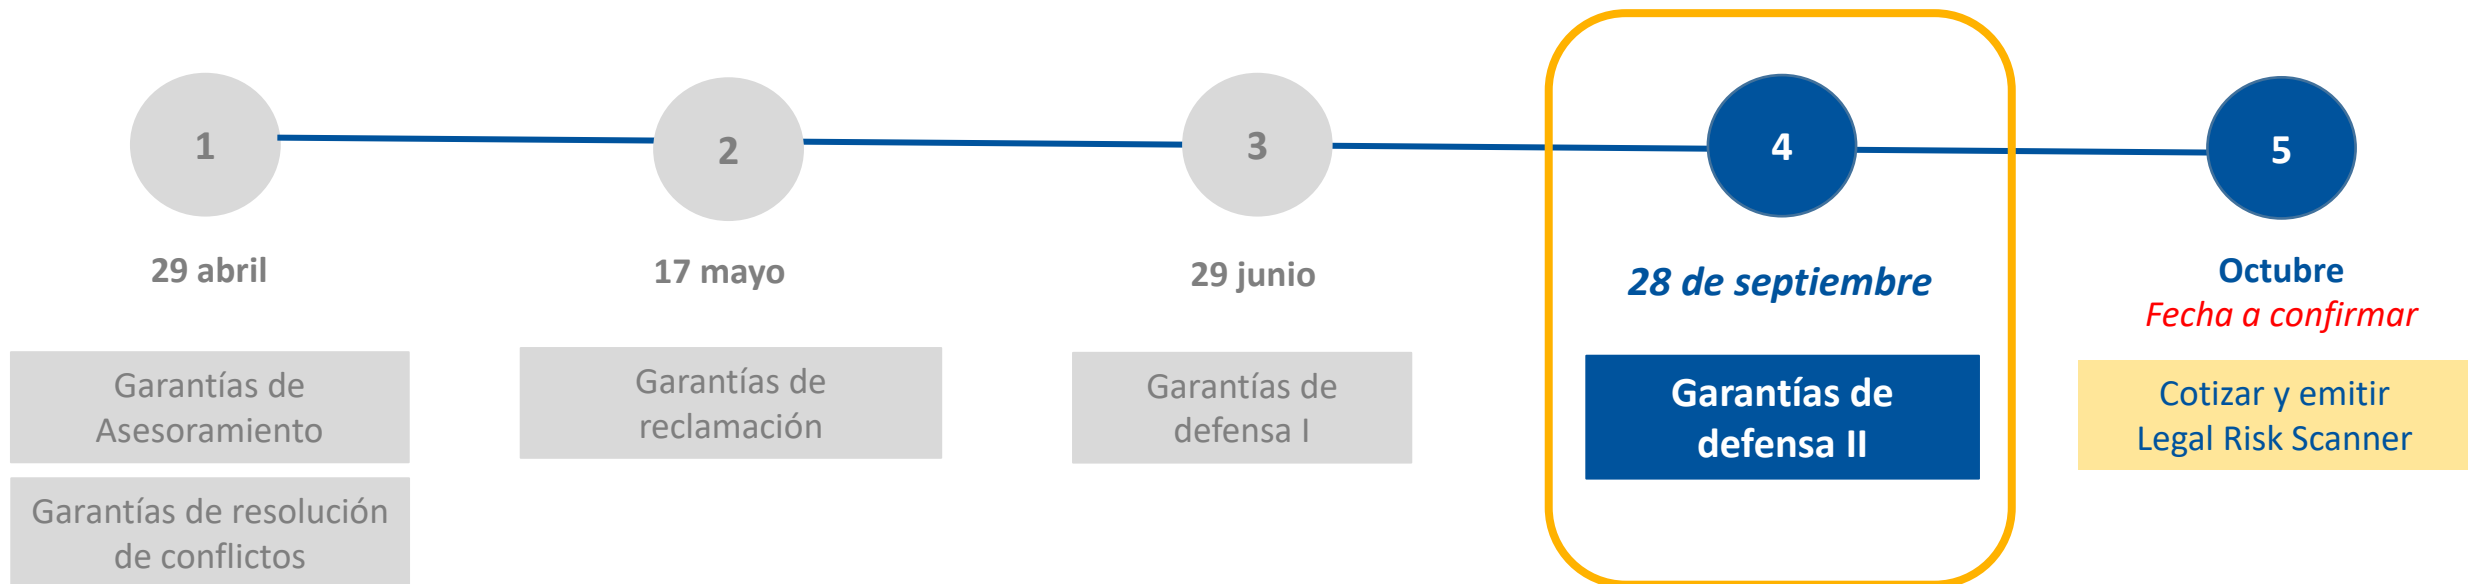 1
2
3
4
5
29 abril
17 mayo
29 junio
28 de septiembre
Octubre
Fecha a confirmar
Garantías de
Asesoramiento
Garantías de resolución
de conflictos
Garantías de
reclamación
Garantías de
defensa I
Garantías de
defensa II
Cotizar y emitir
Legal Risk Scanner